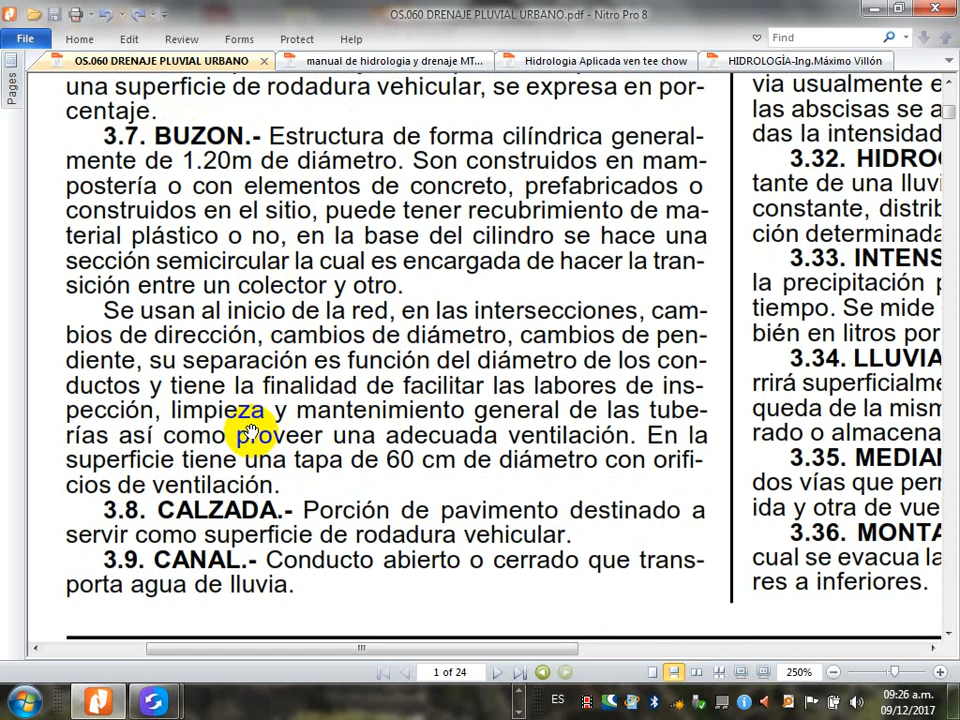 OS.060 DRENAJE PLUVIAL URBANO.pdf - Nitro Pro 8
File Home Edit Review Forms Protect Help Find
OS.060 DRENAJE PLUVIAL URBANO manual de hidrologia y drenaje MT... Hidrologia Aplicada ven tee chow HIDROLOGÌA-Ing.Máximo Villón
Pages
una superficie de rodadura vehicular, se expresa en por-
centaje.
3.7. BUZON.- Estructura de forma cilíndrica general-
mente de 1.20m de diámetro. Son construidos en mam-
postería o con elementos de concreto, prefabricados o
construidos en el sitio, puede tener recubrimiento de ma-
terial plástico o no, en la base del cilindro se hace una
sección semicircular la cual es encargada de hacer la tran-
sición entre un colector y otro.
Se usan al inicio de la red, en las intersecciones, cam-
bios de dirección, cambios de diámetro, cambios de pen-
diente, su separación es función del diámetro de los con-
ductos y tiene la finalidad de facilitar las labores de ins-
pección, limpieza y mantenimiento general de las tube-
rías así como proveer una adecuada ventilación. En la
superficie tiene una tapa de 60 cm de diámetro con orifi-
cios de ventilación.
3.8. CALZADA.- Porción de pavimento destinado a
servir como superficie de rodadura vehicular.
3.9. CANAL.- Conducto abierto o cerrado que trans-
porta agua de lluvia.
via usualmente e
las abscisas se a
das la intensidad
3.32. HIDROG
tante de una lluvi
constante, distrib
ción determinada
3.33. INTENS
la precipitación p
tiempo. Se mide
bién en litros por
3.34. LLUVIA
rrirá superficialme
queda de la mism
rado o almacena
3.35. MEDIAN
dos vías que perm
ida y otra de vue
3.36. MONTA
cual se evacua la
res a inferiores.
1 of 24 250%
ES 09:26 a.m.
09/12/2017